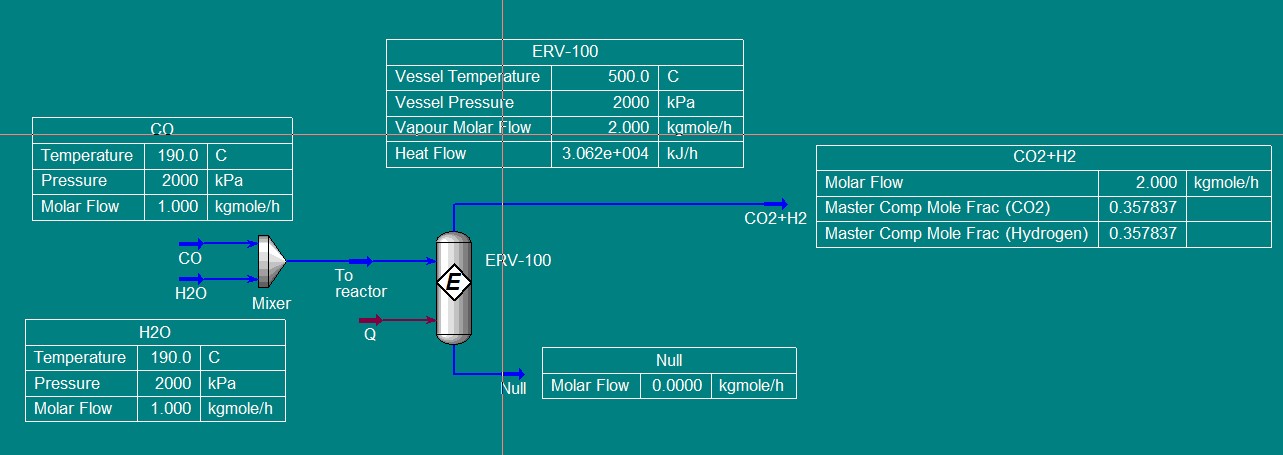 ERV-100
Vessel Temperature 500.0 C
Vessel Pressure 2000 kPa
Vapour Molar Flow 2.000 kgmole/h
Heat Flow 3.062e+004 kJ/h
CO
Temperature 190.0 C
Pressure 2000 kPa
Molar Flow 1.000 kgmole/h
CO2+H2
Molar Flow 2.000 kgmole/h
Master Comp Mole Frac (CO2) 0.357837
Master Comp Mole Frac (Hydrogen) 0.357837
CO2+H2
CO
H2O
Mixer
To
reactor
ERV-100
E
Q
Null
H2O
Temperature 190.0 C
Pressure 2000 kPa
Molar Flow 1.000 kgmole/h
Null
Molar Flow 0.0000 kgmole/h